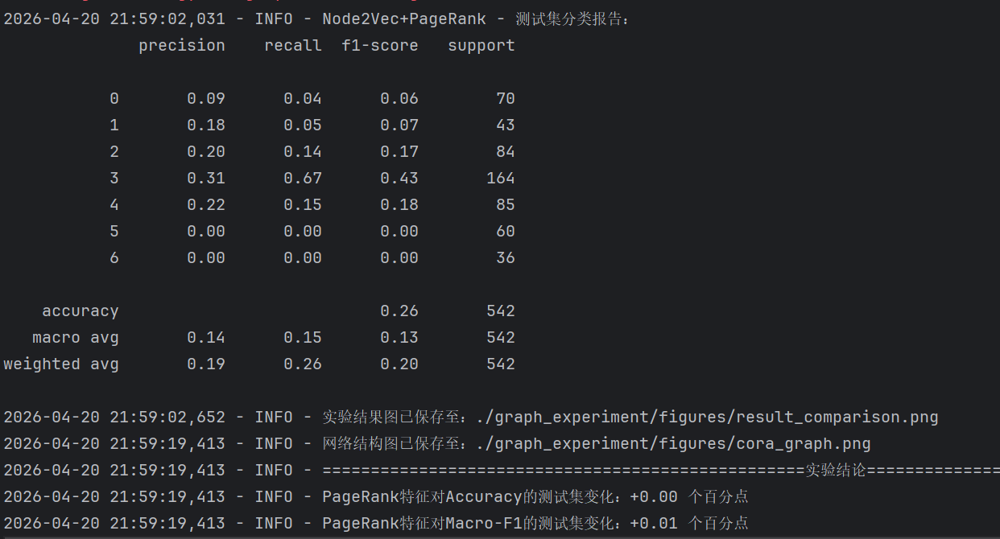 2026-04-20 21:59:02,031 - INFO - Node2Vec+PageRank - 测试集分类报告：
precision recall f1-score support
0 0.09 0.04 0.06 70
1 0.18 0.05 0.07 43
2 0.20 0.14 0.17 84
3 0.31 0.67 0.43 164
4 0.22 0.15 0.18 85
5 0.00 0.00 0.00 60
6 0.00 0.00 0.00 36
accuracy 0.26 542
macro avg 0.14 0.15 0.13 542
weighted avg 0.19 0.26 0.20 542
2026-04-20 21:59:02,652 - INFO - 实验结果图已保存至：./graph_experiment/figures/result_comparison.png
2026-04-20 21:59:19,413 - INFO - 网络结构图已保存至：./graph_experiment/figures/cora_graph.png
2026-04-20 21:59:19,413 - INFO - ==================================================实验结论==============
2026-04-20 21:59:19,413 - INFO - PageRank特征对Accuracy的测试集变化：+0.00 个百分点
2026-04-20 21:59:19,413 - INFO - PageRank特征对Macro-F1的测试集变化：+0.01 个百分点